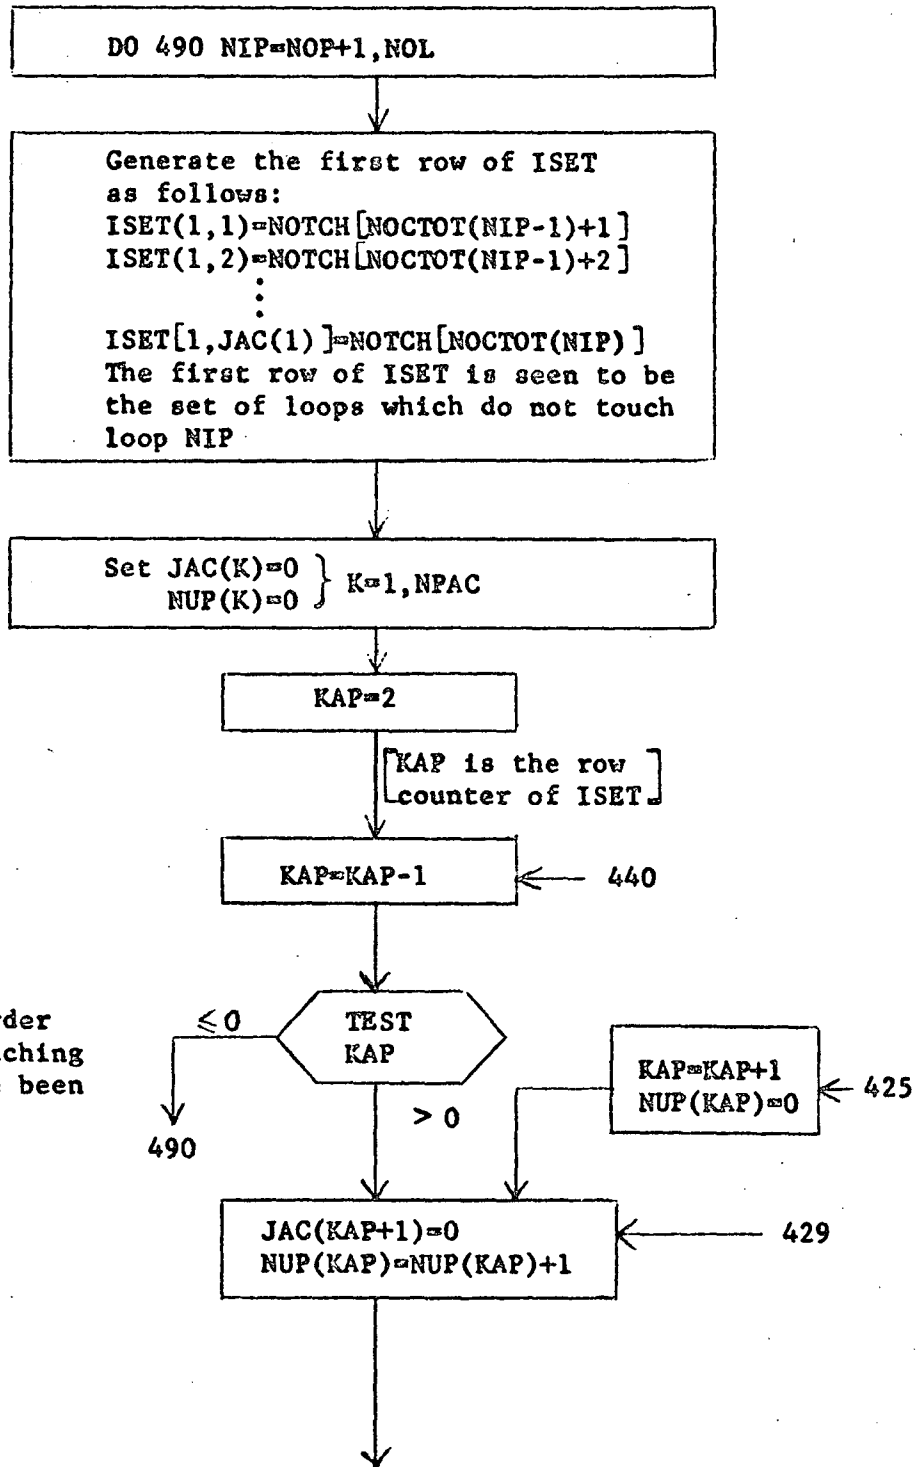 DO 490 NIP=NOP+1,NOL
Generate the first row of ISET
as follows:
ISET(1,1)=NOTCH[NOCTOT(NIP-1)+1]
ISET(1,2)=NOTCH[NOCTOT(NIP-1)+2]
⋮
ISET[1,JAC(1)]=NOTCH[NOCTOT(NIP)]
The first row of ISET is seen to be
the set of loops which do not touch
loop NIP
Set JAC(K)=0 } K=1,NPAC
NUP(K)=0
KAP=2
[KAP is the row
counter of ISET]
KAP=KAP-1
440
≤0
TEST
KAP
been
490
> 0
KAP=KAP+1
NUP(KAP)=0
425
JAC(KAP+1)=0
NUP(KAP)=NUP(KAP)+1
429